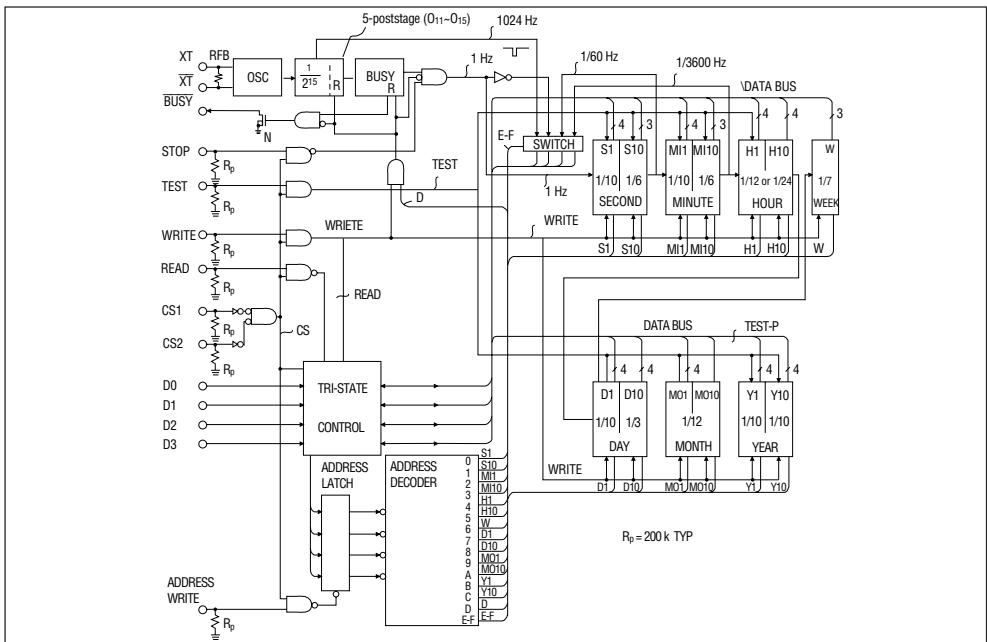 5-poststage (O11~O15)
1024 Hz
XT
RFB
XT
OSC
1
2^15
R
BUSY
R
1 Hz
1/60 Hz
1/3600 Hz
\DATA BUS
BUSY
N
4
3
4
3
4
4
3
STOP
Rp
E-F
SWITCH
S1
S10
MI1
MI10
H1
H10
W
TEST
Rp
TEST
1/10
1/6
1/10
1/6
1/12 or 1/24
1/7
1 Hz
SECOND
MINUTE
HOUR
WEEK
D
WRITE
Rp
WRIETE
WRITE
S1
S10
MI1
MI10
H1
H10
W
READ
Rp
READ
CS1
Rp
CS
CS2
Rp
DATA BUS
TEST-P
4
4
4
4
D0
D1
D2
D3
TRI-STATE
CONTROL
D1
D10
MO1
MO10
Y1
Y10
1/10
1/3
1/12
1/10
1/10
DAY
MONTH
YEAR
WRITE
D1
D10
MO1
MO10
Y1
Y10
ADDRESS
LATCH
ADDRESS
DECODER
0 S1
1 S10
2 MI1
3 MI10
4 H1
5 H10
6 W
7 D1
8 D10
9 MO1
A MO10
B Y1
C Y10
D D
E-F E-F
Rp = 200 k TYP
ADDRESS
WRITE
Rp